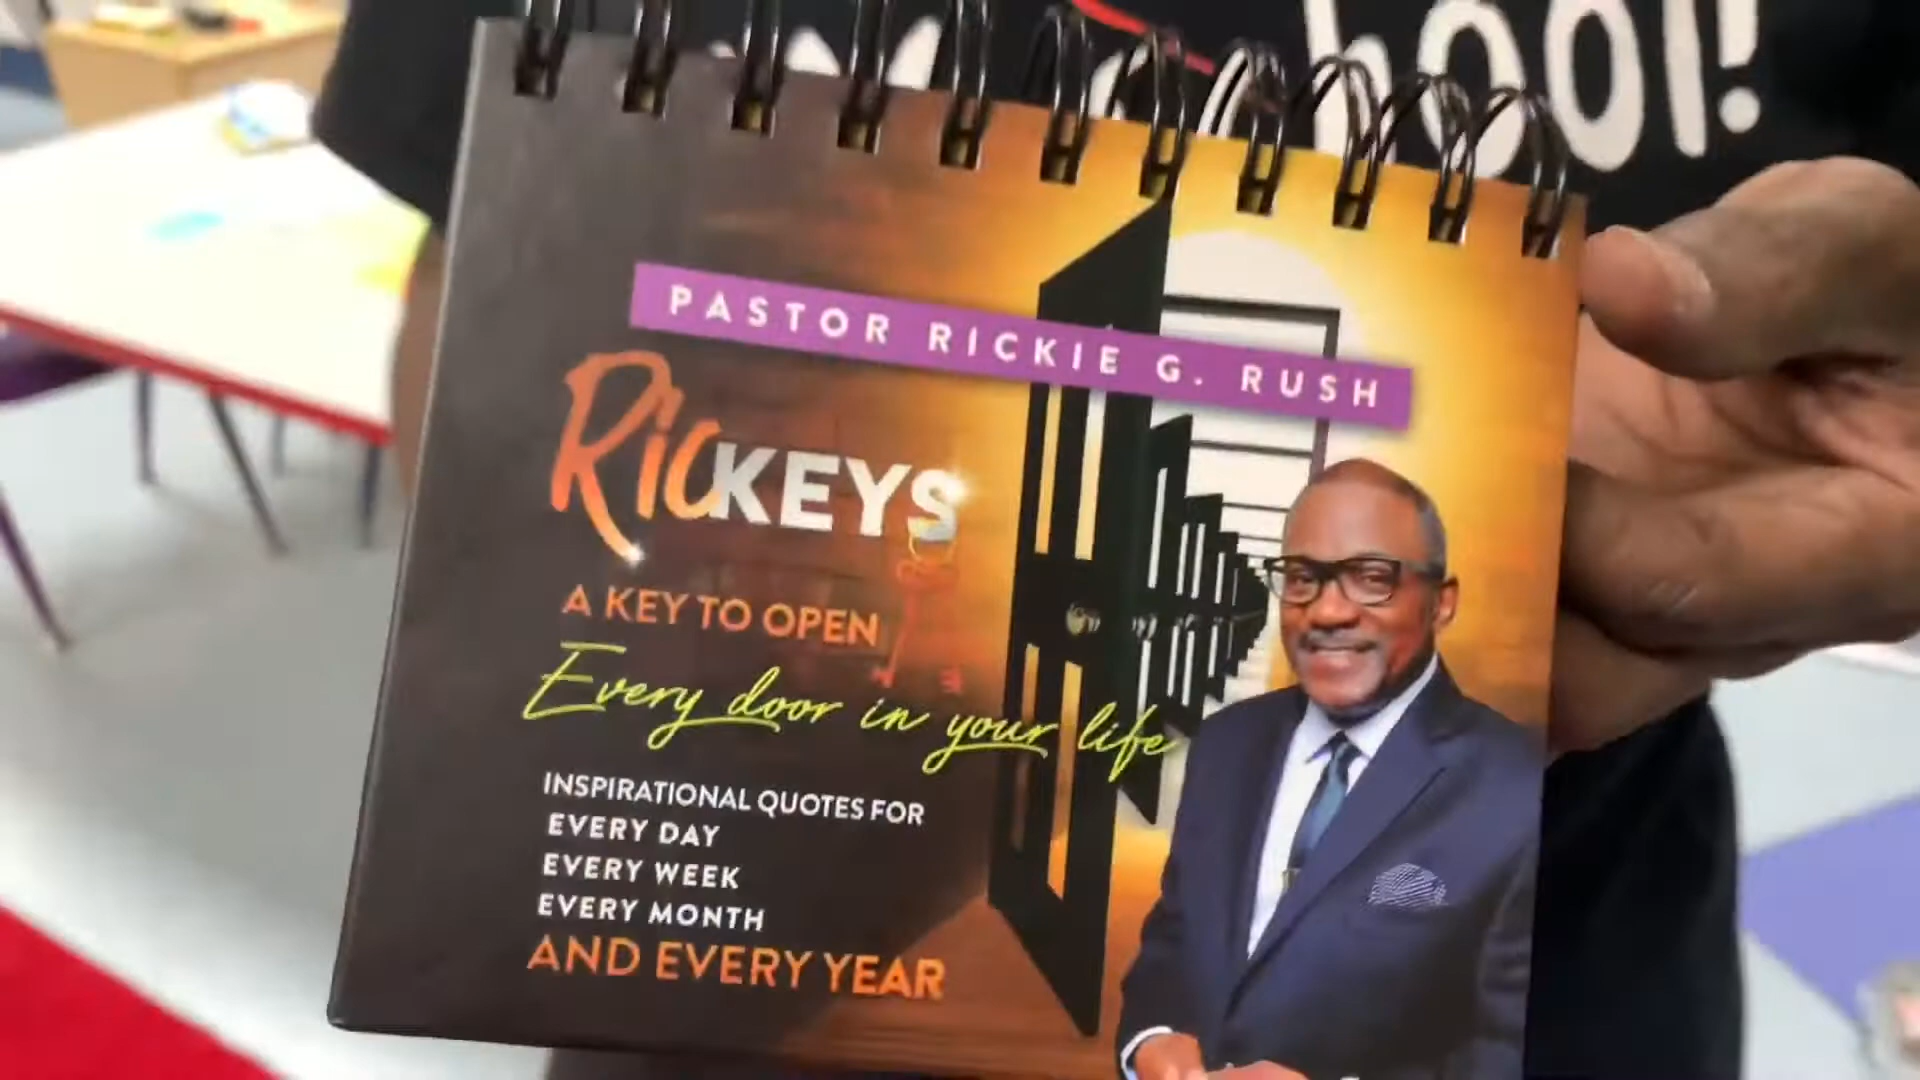 hool!
PASTOR RICKIE G. RUSH
RicKEYS
A KEY TO OPEN
Every door in your life
INSPIRATIONAL QUOTES FOR
EVERY DAY
EVERY WEEK
EVERY MONTH
AND EVERY YEAR